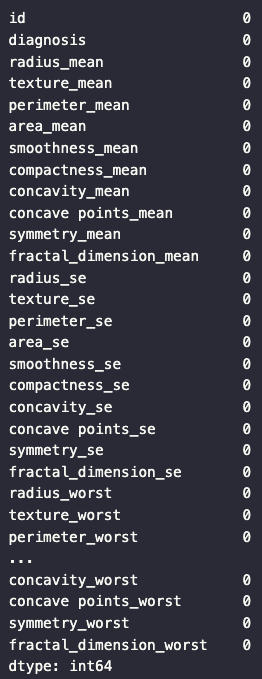 id 0
diagnosis 0
radius_mean 0
texture_mean 0
perimeter_mean 0
area_mean 0
smoothness_mean 0
compactness_mean 0
concavity_mean 0
concave points_mean 0
symmetry_mean 0
fractal_dimension_mean 0
radius_se 0
texture_se 0
perimeter_se 0
area_se 0
smoothness_se 0
compactness_se 0
concavity_se 0
concave points_se 0
symmetry_se 0
fractal_dimension_se 0
radius_worst 0
texture_worst 0
perimeter_worst 0
...
concavity_worst 0
concave points_worst 0
symmetry_worst 0
fractal_dimension_worst 0
dtype: int64